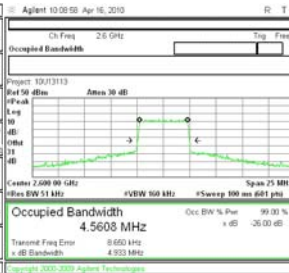 Agilent 10:08:58 Apr 16, 2010 R T
Ch Freq 2.6 GHz Trig Free
Occupied Bandwidth
Project: 10U13113
Ref 50 dBm Atten 30 dB
#Peak
Log
10
dB/
Offst
31
dB
Center 2.600 00 GHz Span 25 MHz
#Res BW 51 kHz #VBW 160 kHz #Sweep 100 ms (601 pts)
Occupied Bandwidth Occ BW % Pwr 99.00 %
4.5608 MHz x dB -26.00 dB
Transmit Freq Error 8.650 kHz
x dB Bandwidth 4.933 MHz
Copyright 2000-2009 Agilent Technologies